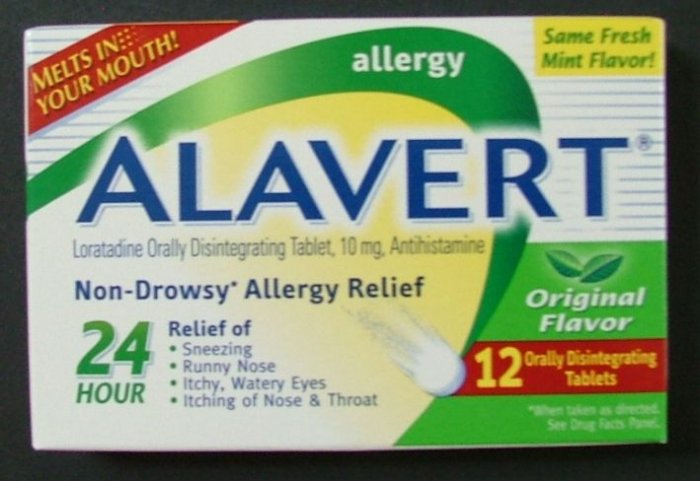 MELTS IN
YOUR MOUTH!
allergy
Same Fresh
Mint Flavor!
ALAVERT®
Loratadine Orally Disintegrating Tablet, 10 mg, Antihistamine
Non-Drowsy* Allergy Relief
24
HOUR
Relief of
• Sneezing
• Runny Nose
• Itchy, Watery Eyes
• Itching of Nose & Throat
Original
Flavor
12 Orally Disintegrating
Tablets
*When taken as directed.
See Drug Facts Panel.